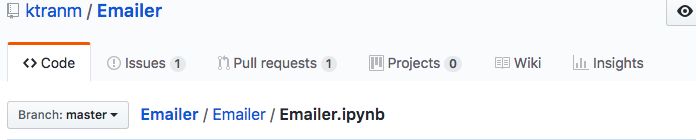 ktranm / Emailer
Code Issues 1 Pull requests 1 Projects 0 Wiki Insights
Branch: master Emailer / Emailer / Emailer.ipynb